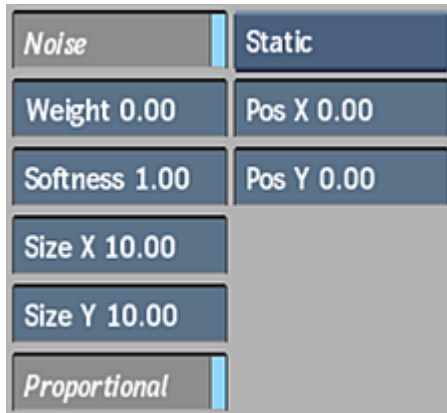 Noise
Static
Weight 0.00
Pos X 0.00
Softness 1.00
Pos Y 0.00
Size X 10.00
Size Y 10.00
Proportional